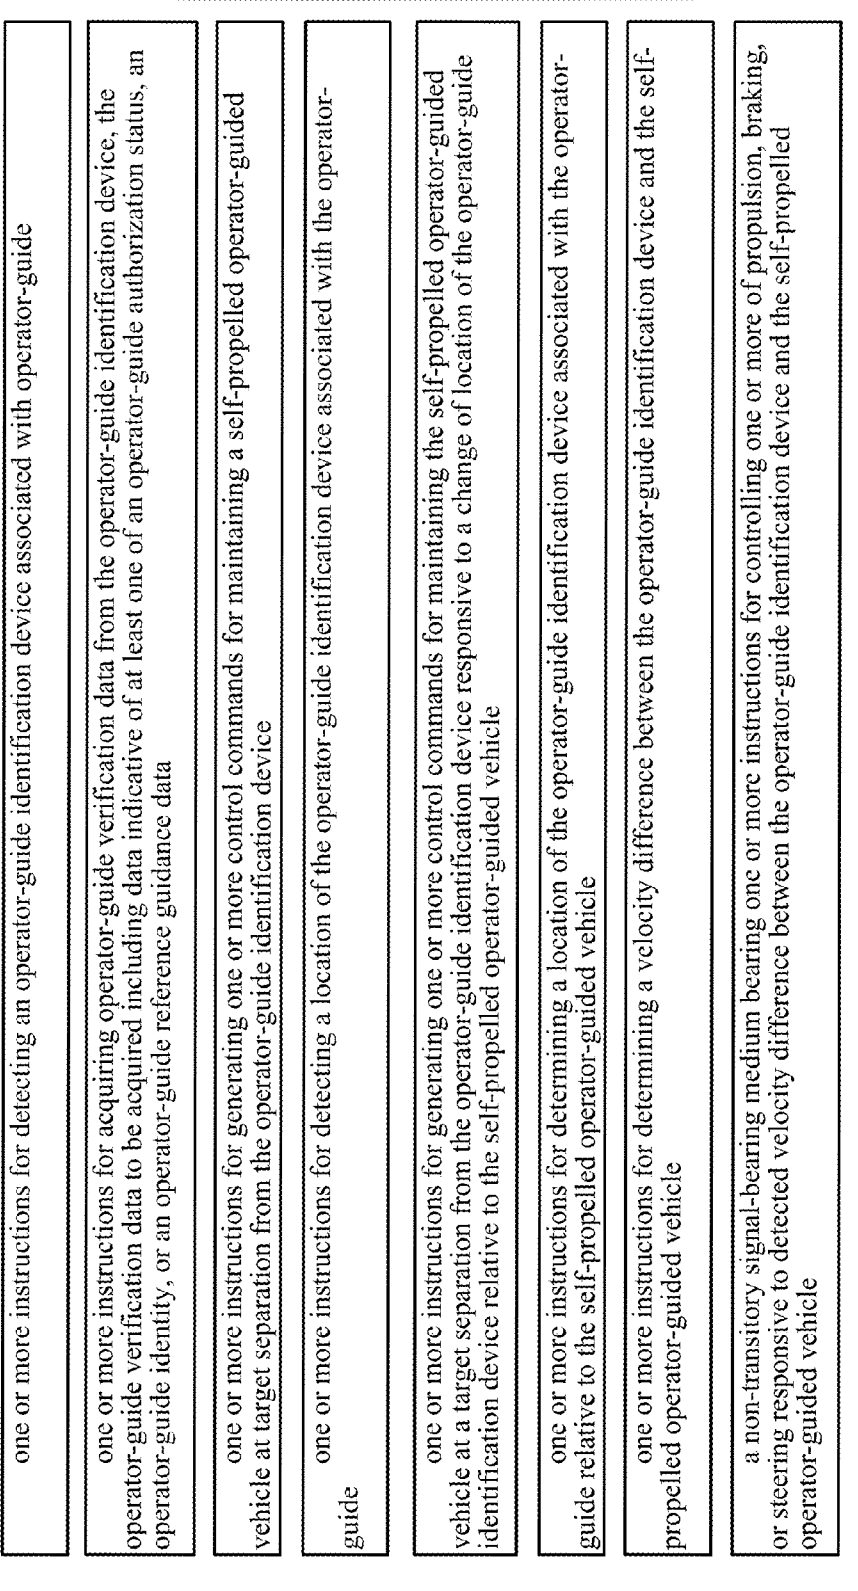 one or more instructions for detecting an operator-guide identification device associated with operator-guide
one or more instructions for acquiring operator-guide verification data from the operator-guide identification device, the
operator-guide verification data to be acquired including data indicative of at least one of an operator-guide authorization status, an
operator-guide identity, or an operator-guide reference guidance data
one or more instructions for generating one or more control commands for maintaining a self-propelled operator-guided
vehicle at target separation from the operator-guide identification device
one or more instructions for detecting a location of the operator-guide identification device associated with the operator-
guide
one or more instructions for generating one or more control commands for maintaining the self-propelled operator-guided
vehicle at a target separation from the operator-guide identification device responsive to a change of location of the operator-guide
identification device relative to the self-propelled operator-guided vehicle
one or more instructions for determining a location of the operator-guide identification device associated with the operator-
guide relative to the self-propelled operator-guided vehicle
one or more instructions for determining a velocity difference between the operator-guide identification device and the self-
propelled operator-guided vehicle
a non-transitory signal-bearing medium bearing one or more instructions for controlling one or more of propulsion, braking,
or steering responsive to detected velocity difference between the operator-guide identification device and the self-propelled
operator-guided vehicle